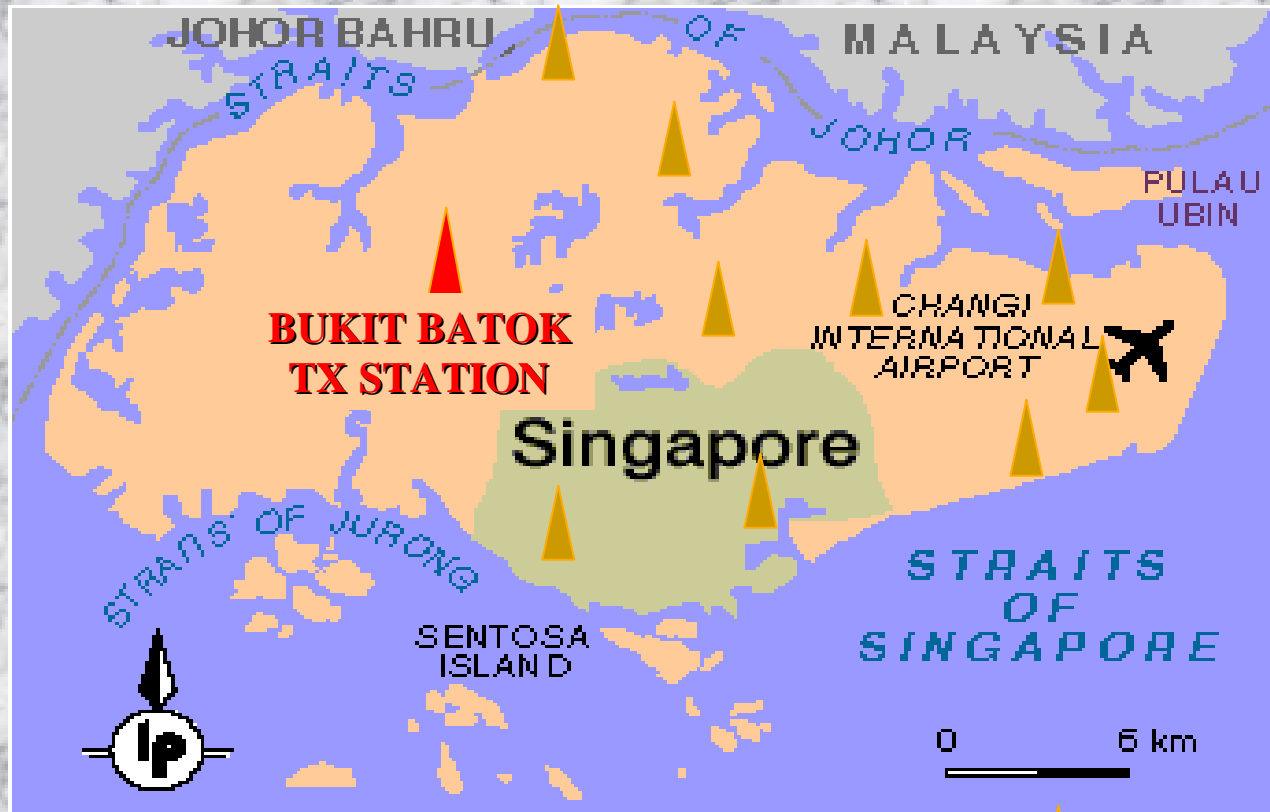 JOHOR BAHRU
MALAYSIA
STRAITS OF JOHOR
PULAU
UBIN
BUKIT BATOK
TX STATION
CHANGI
INTERNATIONAL
AIRPORT
Singapore
STRAITS OF JURONG
STRAITS
OF
SINGAPORE
SENTOSA
ISLAND
lp
0 6 km